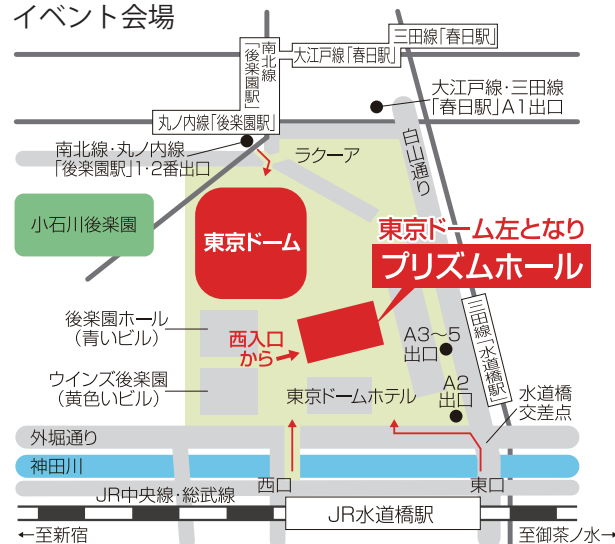 イベント会場
三田線「春日駅」
大江戸線「春日駅」
南北線
「後楽園駅」
大江戸線・三田線
「春日駅」A1出口
丸ノ内線「後楽園駅」
南北線・丸ノ内線
「後楽園駅」1・2番出口
ラクーア
白山通り
小石川後楽園
東京ドーム
東京ドーム左となり
プリズムホール
後楽園ホール
（青いビル）
西入口
から
A3〜5
出口
三田線「水道橋駅」
ウインズ後楽園
（黄色いビル）
東京ドームホテル
A2
出口
水道橋
交差点
外堀通り
神田川
西口
東口
JR中央線・総武線
JR水道橋駅
←至新宿
至御茶ノ水→